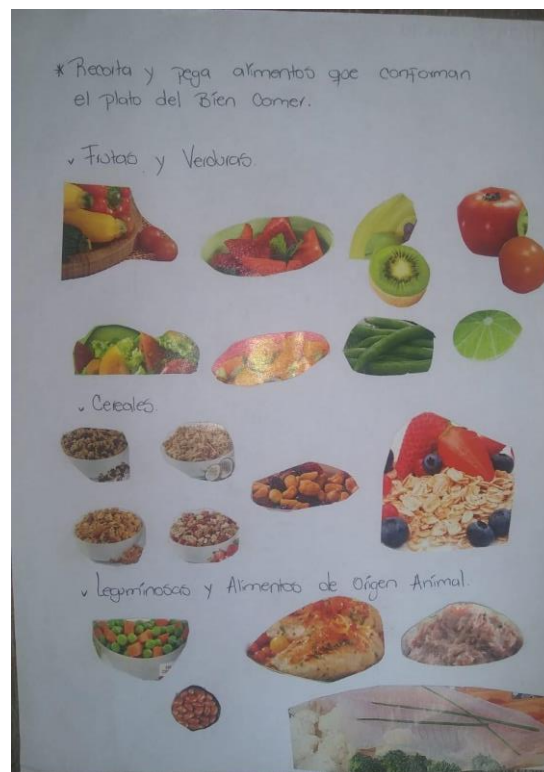 * Recorta y pega alimentos que conforman
el plato del Bien Comer.
✓ Frutas y Verduras.
✓ Cereales.
✓ Leguminosas y Alimentos de Origen Animal.